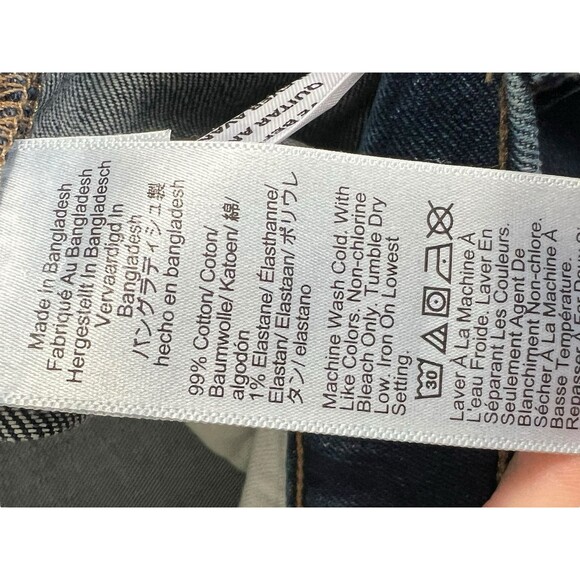 Made in Bangladesh
Fabriqué Au Bangladesh
Hergestellt In Bangladesch
Vervaardigd In
Bangladesh
バングラディシュ製
hecho en bangladesh
99% Cotton/ Coton/
Baumwolle/ Katoen/ 綿/
algodón
1% Elastane/ Élasthanne/
Elastan/ Elastaan/ ポリウレ
タン/ elastano
Machine Wash Cold. With
Like Colors. Non-chlorine
Bleach Only. Tumble Dry
Low. Iron On Lowest
Setting.
30
Laver À La Machine À
L'eau Froide. Laver En
Séparant Les Couleurs.
Seulement Agent De
Blanchiment Non-chlore.
Sécher À La Machine À
Basse Température.
QUITAR